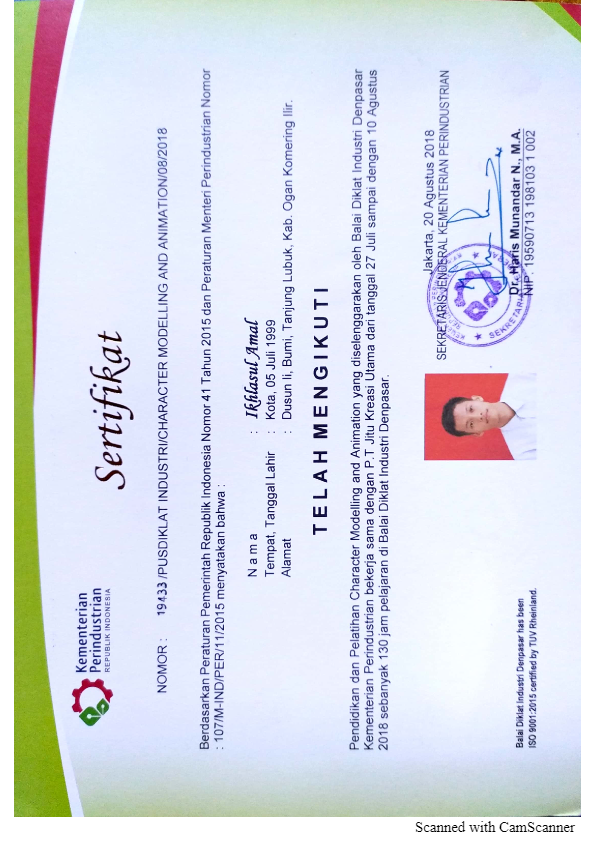 Kementerian
Perindustrian
REPUBLIK INDONESIA
Sertifikat
NOMOR : 19433 /PUSDIKLAT INDUSTRI/CHARACTER MODELLING AND ANIMATION/08/2018
Berdasarkan Peraturan Pemerintah Republik Indonesia Nomor 41 Tahun 2015 dan Peraturan Menteri Perindustrian Nomor
: 107/M-IND/PER/11/2015 menyatakan bahwa :
N a m a : Ikhlasul Amal
Tempat, Tanggal Lahir : Kota, 05 Juli 1999
Alamat : Dusun Ii, Bumi, Tanjung Lubuk, Kab. Ogan Komering Ilir.
TELAH MENGIKUTI
Pendidikan dan Pelatihan Character Modelling and Animation yang diselenggarakan oleh Balai Diklat Industri Denpasar
Kementerian Perindustrian bekerja sama dengan P.T Jitu Kreasi Utama dari tanggal 27 Juli sampai dengan 10 Agustus
2018 sebanyak 130 jam pelajaran di Balai Diklat Industri Denpasar.
Jakarta, 20 Agustus 2018
SEKRETARIS JENDERAL KEMENTERIAN PERINDUSTRIAN
Dr. Haris Munandar N., M.A.
NIP. 19590713 198103 1 002
Balai Diklat Industri Denpasar has been
ISO 9001:2015 certified by TUV Rheinland.
Scanned with CamScanner